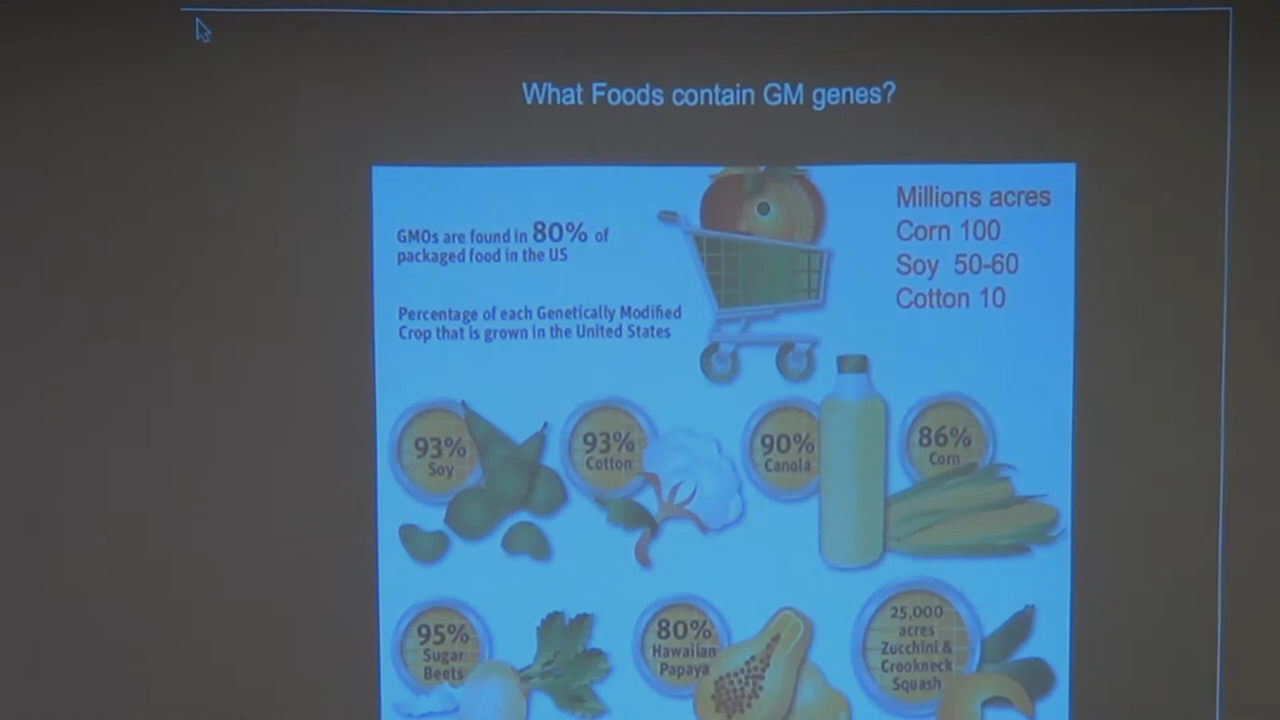 What Foods contain GM genes?
GMOs are found in 80% of
packaged food in the US
Millions acres
Corn 100
Soy 50-60
Cotton 10
Percentage of each Genetically Modified
Crop that is grown in the United States
93%
Soy
93%
Cotton
90%
Canola
86%
Corn
95%
Sugar
Beets
80%
Hawaiian
Papaya
25,000
acres
Zucchini &
Crookneck
Squash